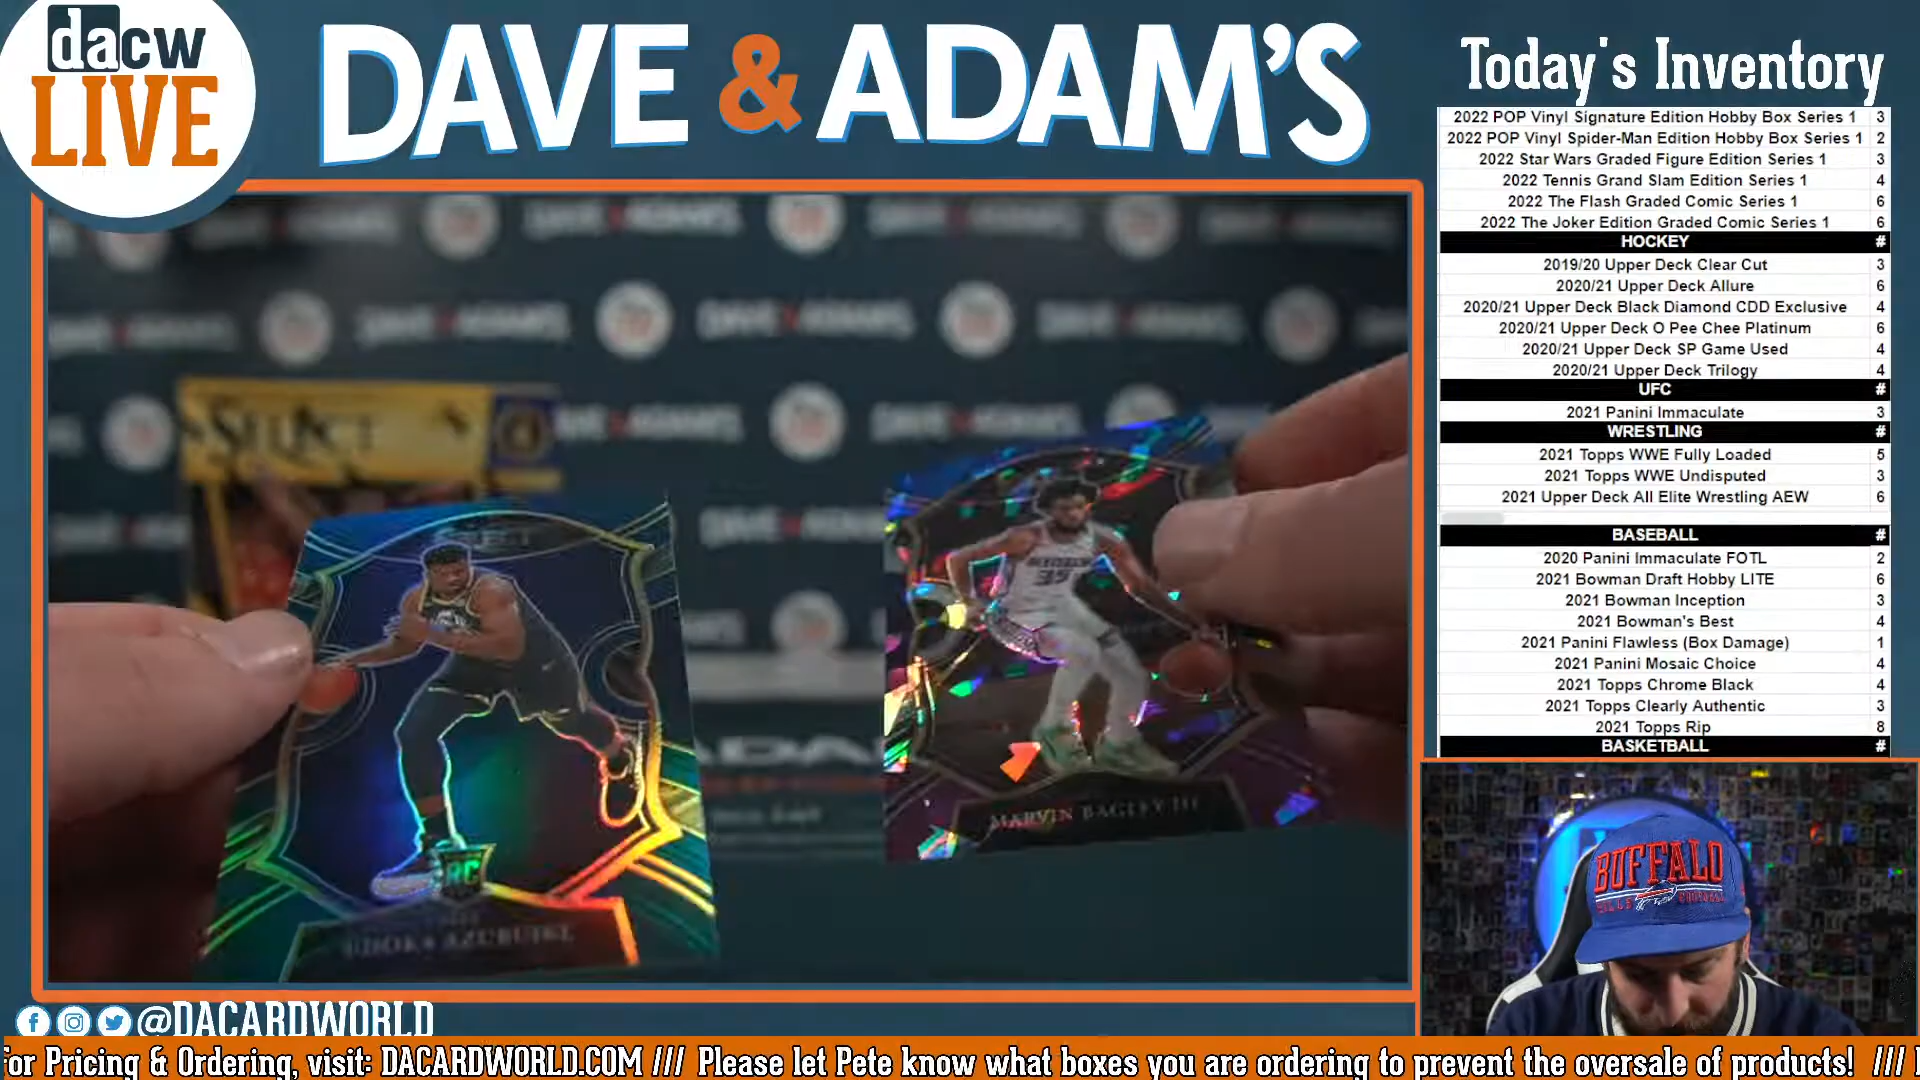 dacw
LIVE
DAVE & ADAM'S
Today's Inventory
2022 POP Vinyl Signature Edition Hobby Box Series 1 3
2022 POP Vinyl Spider-Man Edition Hobby Box Series 1 2
2022 Star Wars Graded Figure Edition Series 1 3
2022 Tennis Grand Slam Edition Series 1 4
2022 The Flash Graded Comic Series 1 6
2022 The Joker Edition Graded Comic Series 1 6
HOCKEY #
2019/20 Upper Deck Clear Cut 3
2020/21 Upper Deck Allure 6
2020/21 Upper Deck Black Diamond CDD Exclusive 4
2020/21 Upper Deck O Pee Chee Platinum 6
2020/21 Upper Deck SP Game Used 4
2020/21 Upper Deck Trilogy 4
UFC #
2021 Panini Immaculate 3
WRESTLING #
2021 Topps WWE Fully Loaded 5
2021 Topps WWE Undisputed 3
2021 Upper Deck All Elite Wrestling AEW 6
BASEBALL #
2020 Panini Immaculate FOTL 2
2021 Bowman Draft Hobby LITE 6
2021 Bowman Inception 3
2021 Bowman's Best 4
2021 Panini Flawless (Box Damage) 1
2021 Panini Mosaic Choice 4
2021 Topps Chrome Black 4
2021 Topps Clearly Authentic 3
2021 Topps Rip 8
BASKETBALL #
SELECT
SELECT
35
RC
UDOKA AZUBUIKE
MARVIN BAGLEY III
BUFFALO
BILLS FOOTBALL
@DACARDWORLD
For Pricing & Ordering, visit: DACARDWORLD.COM /// Please let Pete know what boxes you are ordering to prevent the oversale of products! ///